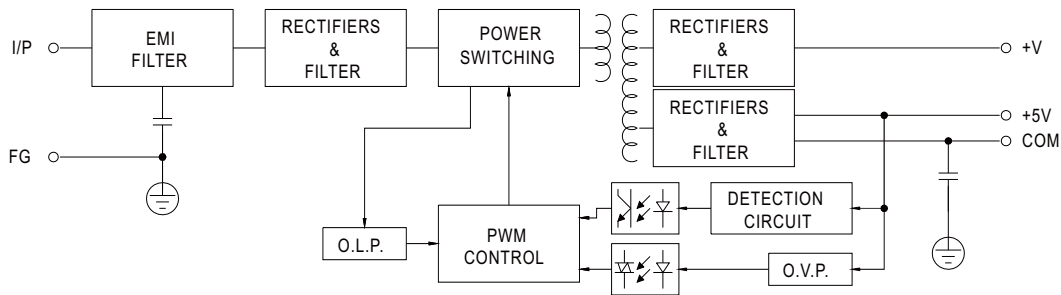 I/P
EMI
FILTER
RECTIFIERS
&
FILTER
POWER
SWITCHING
RECTIFIERS
&
FILTER
+V
RECTIFIERS
&
FILTER
+5V
COM
FG
O.L.P.
PWM
CONTROL
DETECTION
CIRCUIT
O.V.P.